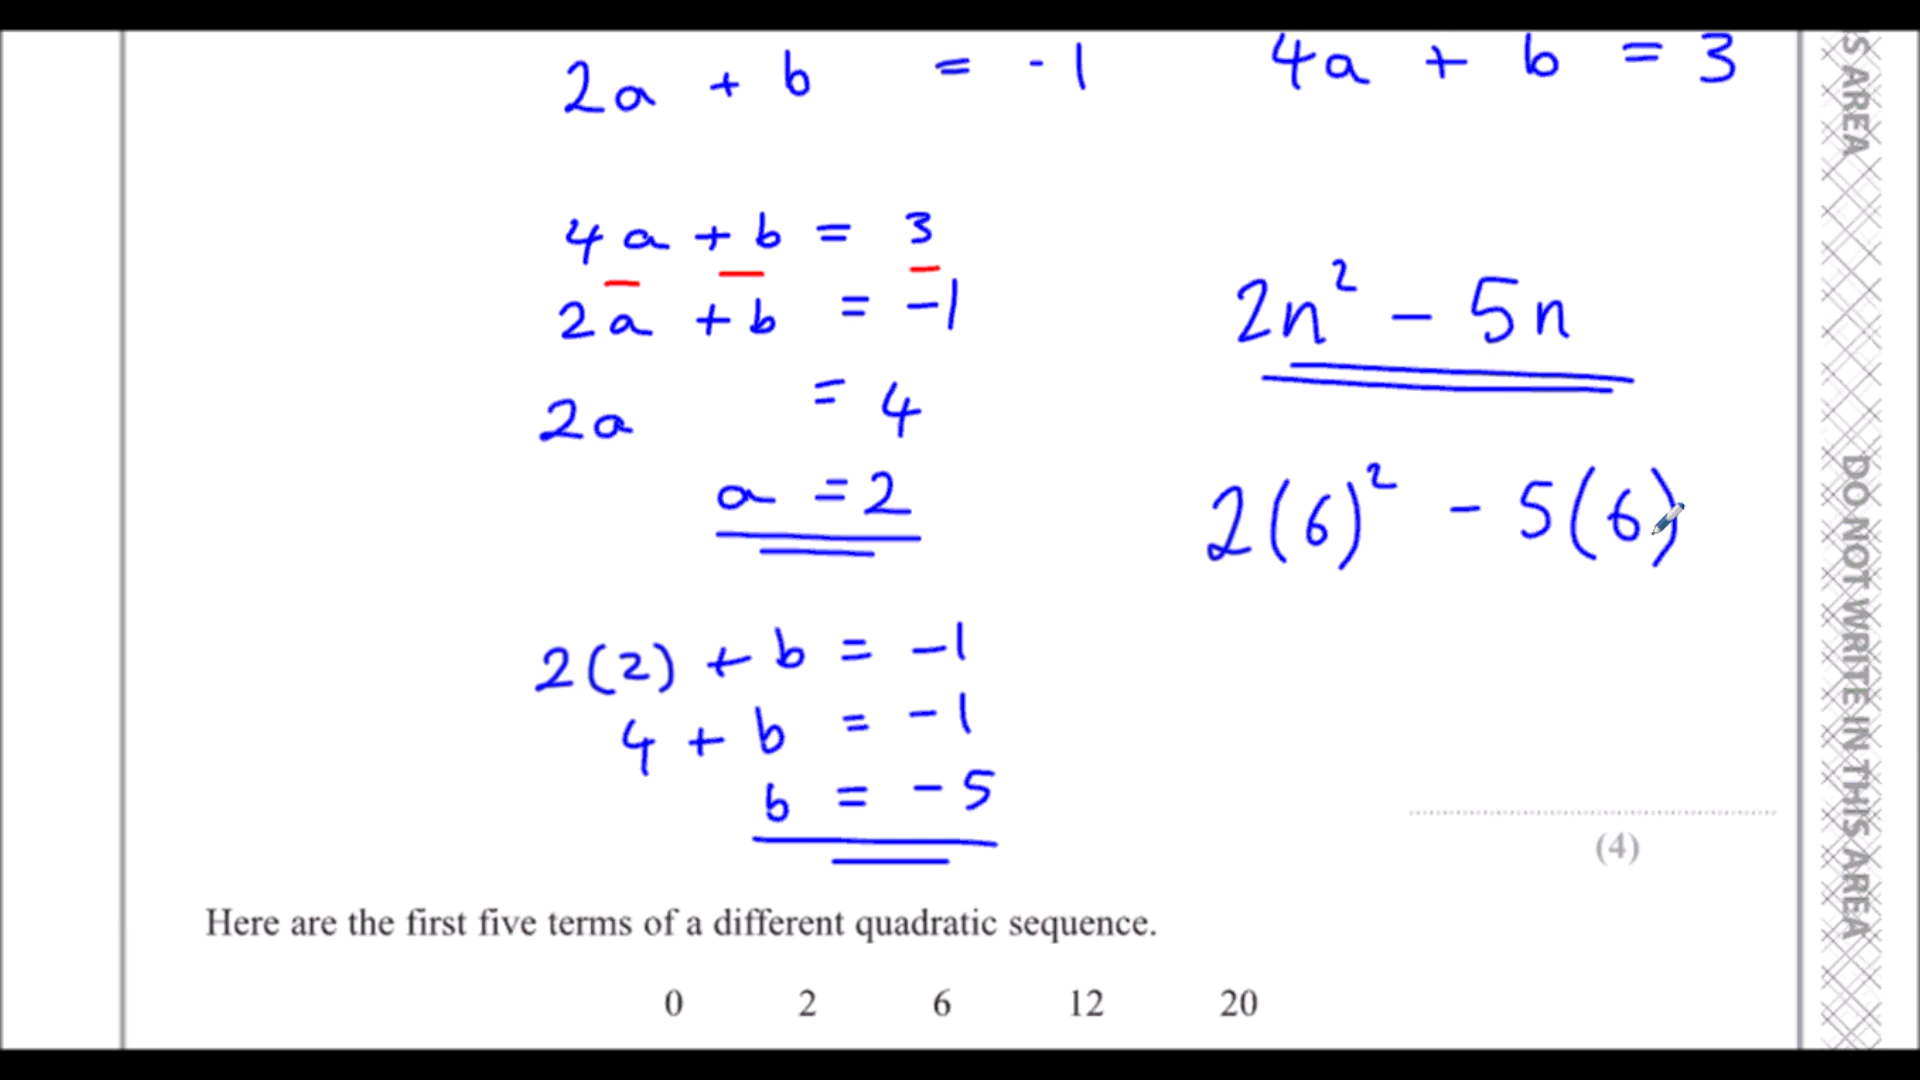 2a + b = -1
4a + b = 3
4a + b = 3
2a + b = -1
2a = 4
a = 2
2(2) + b = -1
4 + b = -1
b = -5
2n² - 5n
2(6)² - 5(6)
(4)
Here are the first five terms of a different quadratic sequence.
0 2 6 12 20
S AREA
DO NOT WRITE IN THIS AREA